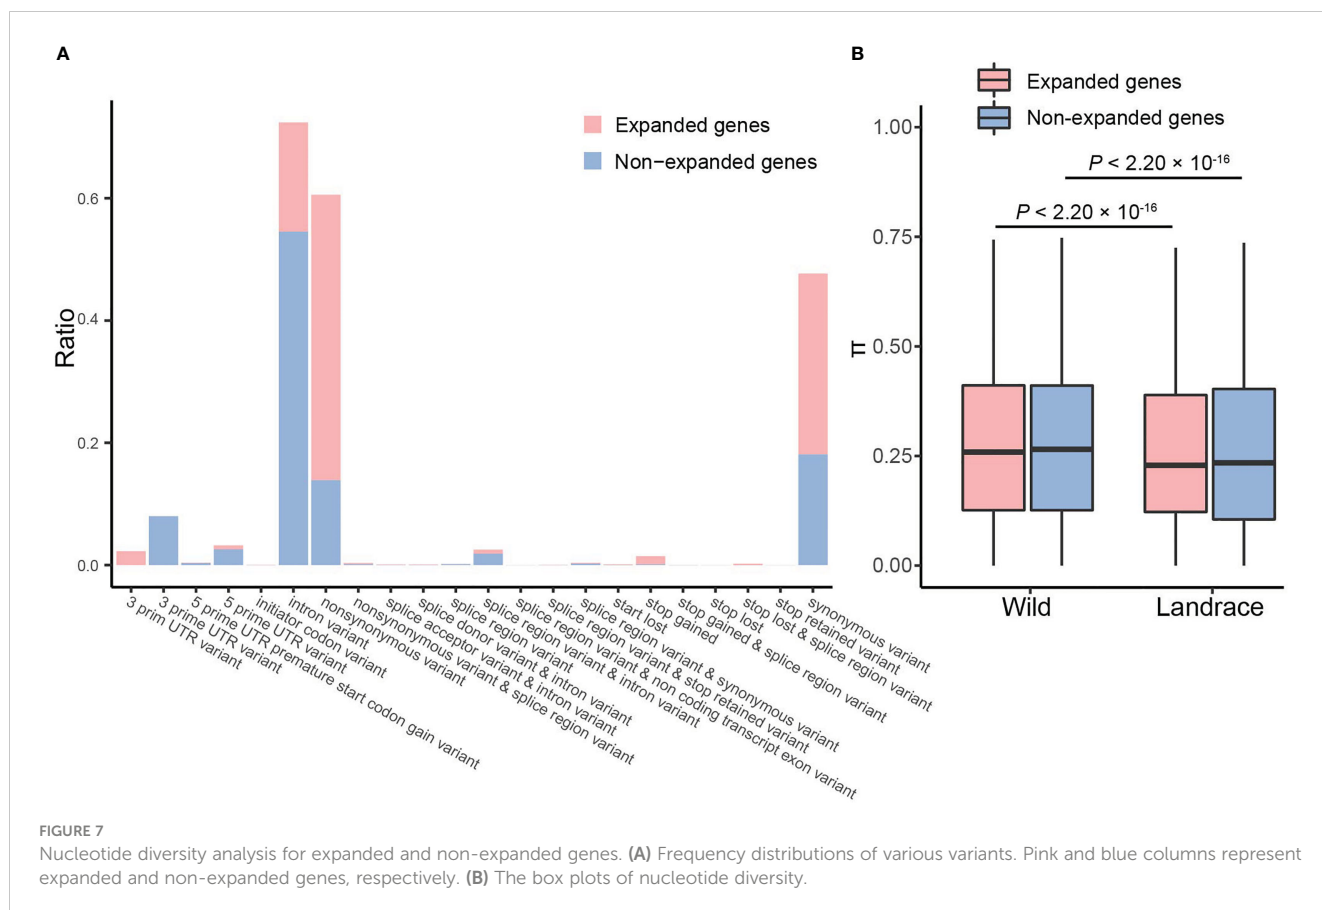 A
B
Expanded genes
Non-expanded genes
Expanded genes
Non−expanded genes
P < 2.20 × 10-16
P < 2.20 × 10-16
Ratio
0.6
0.4
0.2
0.0
π
1.00
0.75
0.50
0.25
0.00
Wild
Landrace
3 prim UTR variant
3 prime UTR variant
5 prime UTR premature start codon gain variant
5 prime UTR variant
initiator codon variant
intron variant
nonsynonymous variant
nonsynonymous variant & splice region variant
splice acceptor variant & intron variant
splice donor variant & intron variant
splice region variant
splice region variant & intron variant
splice region variant & non coding transcript exon variant
splice region variant & stop retained variant
splice region variant & synonymous variant
start lost
stop gained
stop gained & splice region variant
stop lost
stop lost & splice region variant
stop retained variant
synonymous variant
FIGURE 7
Nucleotide diversity analysis for expanded and non-expanded genes. (A) Frequency distributions of various variants. Pink and blue columns represent
expanded and non-expanded genes, respectively. (B) The box plots of nucleotide diversity.